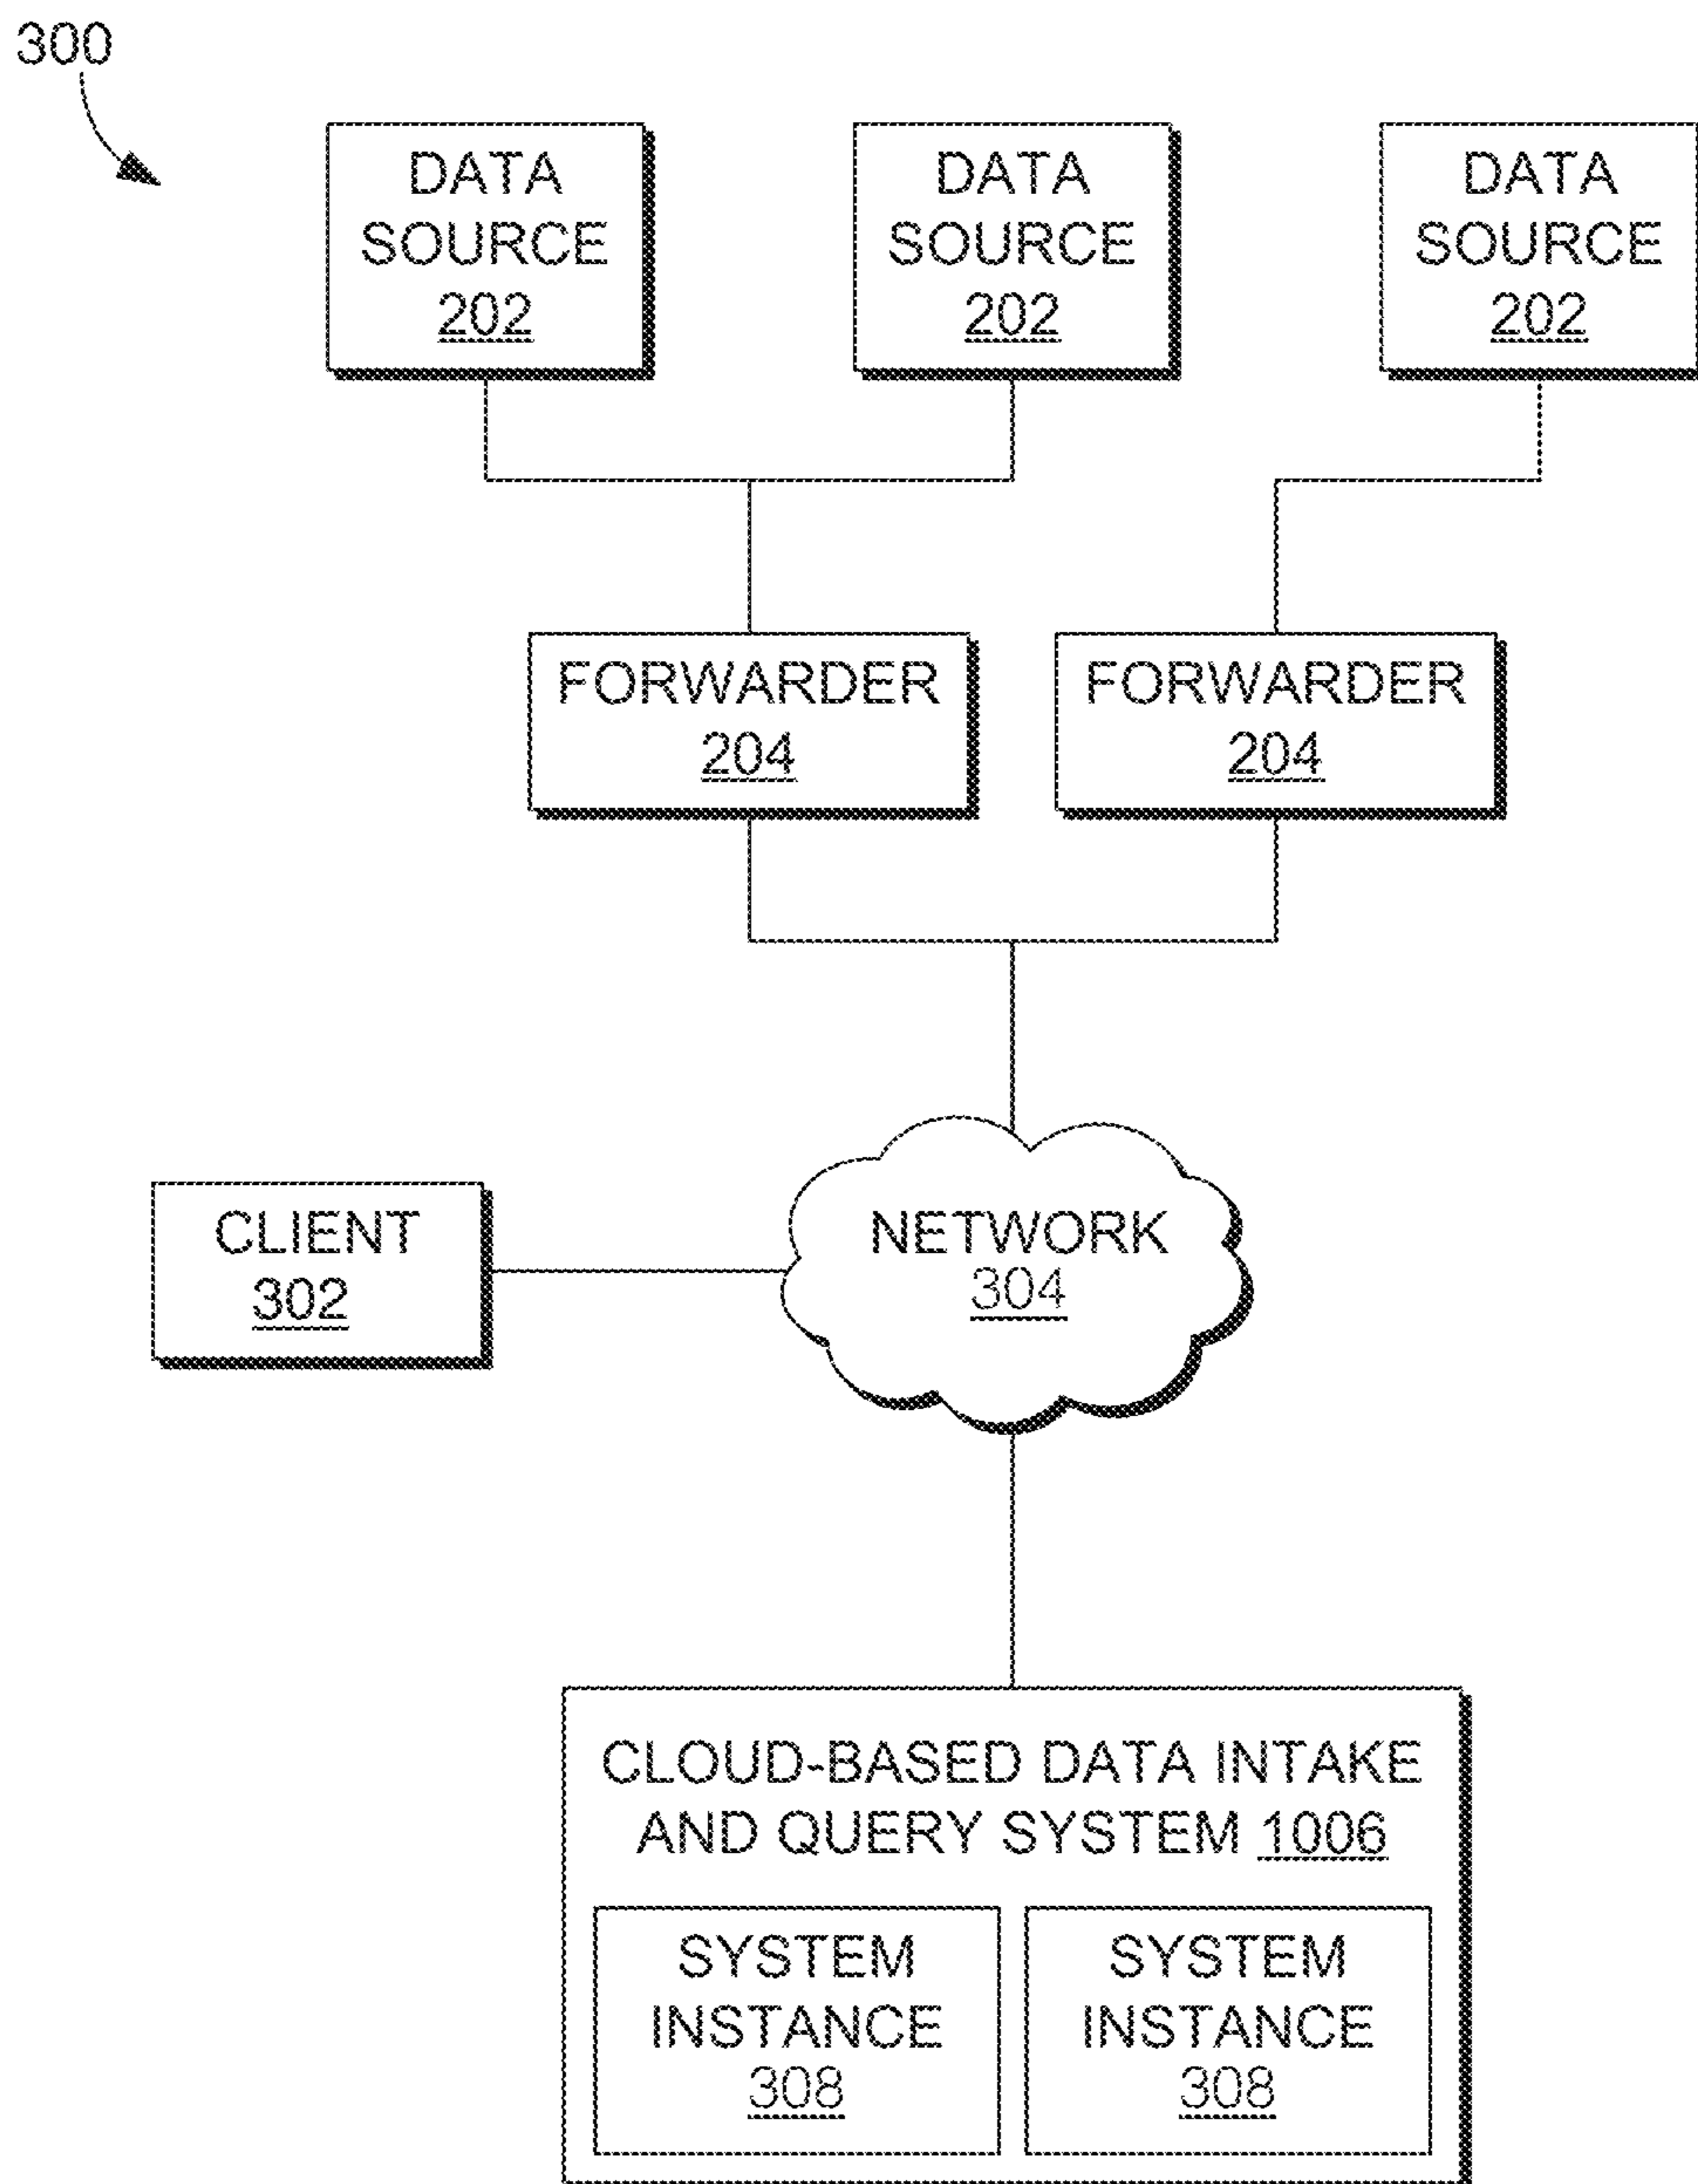 300
DATA
SOURCE
202
DATA
SOURCE
202
DATA
SOURCE
202
FORWARDER
204
FORWARDER
204
CLIENT
302
NETWORK
304
CLOUD-BASED DATA INTAKE
AND QUERY SYSTEM 1006
SYSTEM
INSTANCE
308
SYSTEM
INSTANCE
308